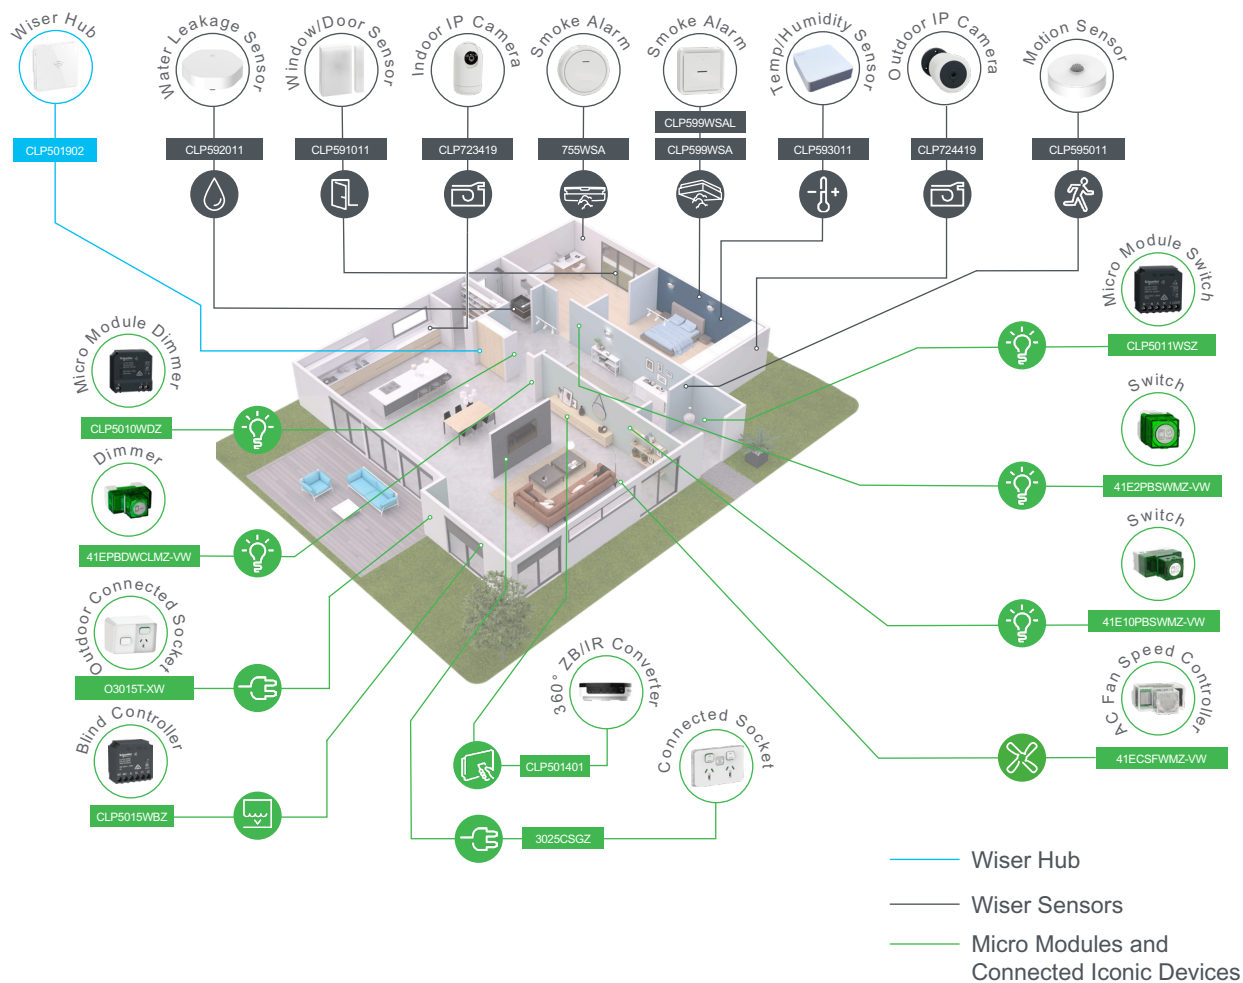 Wiser Hub
Water Leakage Sensor
Window/Door Sensor
Indoor IP Camera
Smoke Alarm
Smoke Alarm
Temp/Humidity Sensor
Outdoor IP Camera
Motion Sensor
CLP599WSAL
CLP501902
CLP592011
CLP591011
CLP723419
755WSA
CLP599WSA
CLP593011
CLP724419
CLP595011
Micro Module Switch
CLP5011WSZ
Micro Module Dimmer
CLP5010WDZ
Switch
41E2PBSWMZ-VW
Dimmer
41EPBDWCLMZ-VW
Switch
41E10PBSWMZ-VW
Outdoor Connected Socket
O3015T-XW
AC Fan Speed Controller
41ECSFWMZ-VW
Blind Controller
CLP5015WBZ
360° ZB/IR Converter
CLP501401
Connected Socket
3025CSGZ
Wiser Hub
Wiser Sensors
Micro Modules and
Connected Iconic Devices